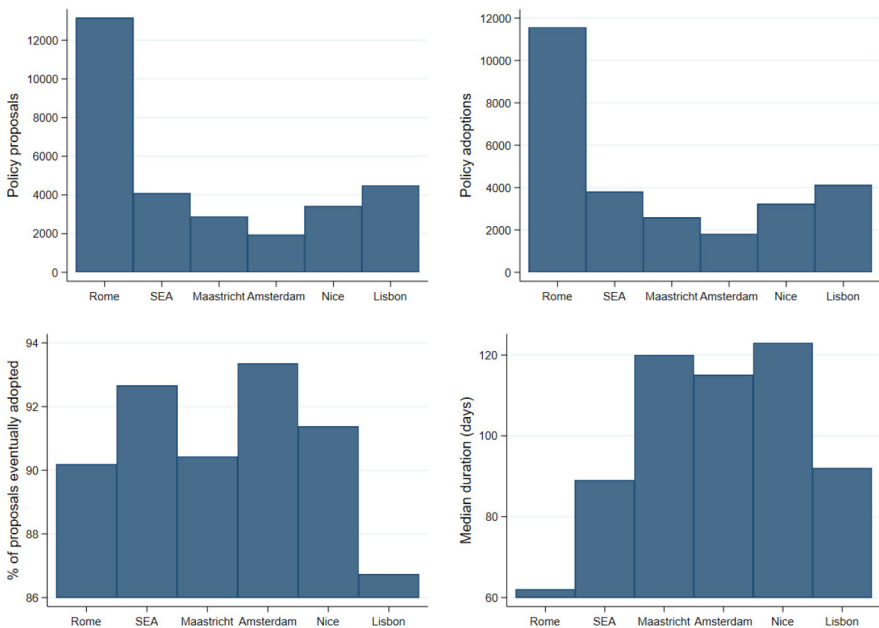 Policy proposals
12000
10000
8000
6000
4000
2000
0
Rome SEA Maastricht Amsterdam Nice Lisbon
Policy adoptions
12000
10000
8000
6000
4000
2000
0
Rome SEA Maastricht Amsterdam Nice Lisbon
% of proposals eventually adopted
94
92
90
88
86
Rome SEA Maastricht Amsterdam Nice Lisbon
Median duration (days)
120
100
80
60
Rome SEA Maastricht Amsterdam Nice Lisbon